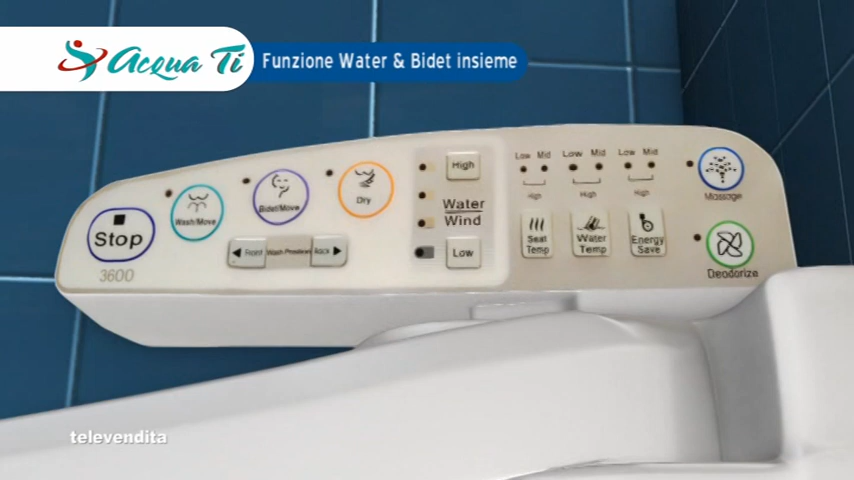 Acqua Ti
Funzione Water & Bidet insieme
Stop
3600
Wash/Move
Bidet/Move
Dry
Front
Wash Position
Back
High
Water
Wind
Low
Low Mid
High
Low Mid
High
Low Mid
High
Seat
Temp
Water
Temp
Energy
Save
Massage
Deodorize
televendita